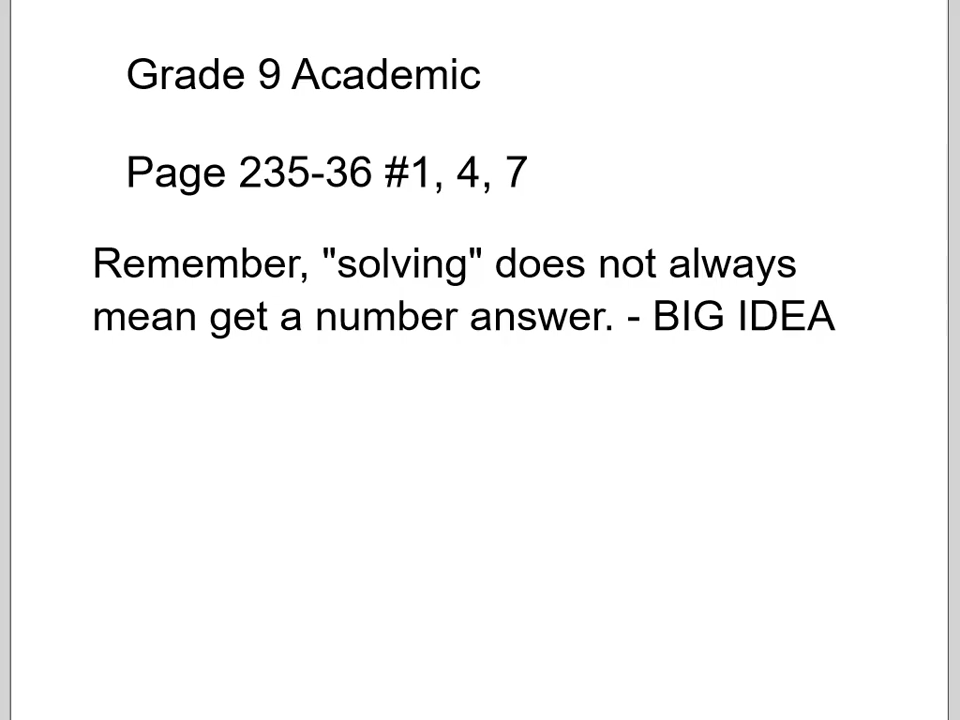 Grade 9 Academic
Page 235-36 #1, 4, 7
Remember, "solving" does not always
mean get a number answer. - BIG IDEA